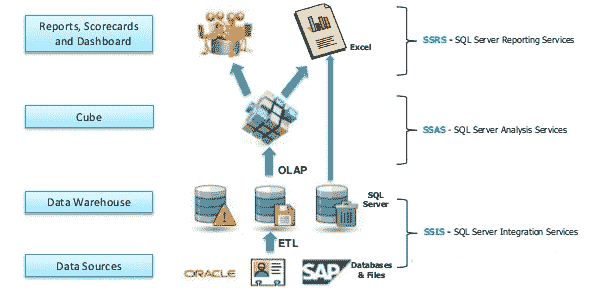 Reports, Scorecards
and Dashboard
Excel
SSRS - SQL Server Reporting Services
Cube
SSAS - SQL Server Analysis Services
OLAP
Data Warehouse
SQL
Server
SSIS - SQL Server Integration Services
ETL
Data Sources
ORACLE
SAP
Databases
& Files